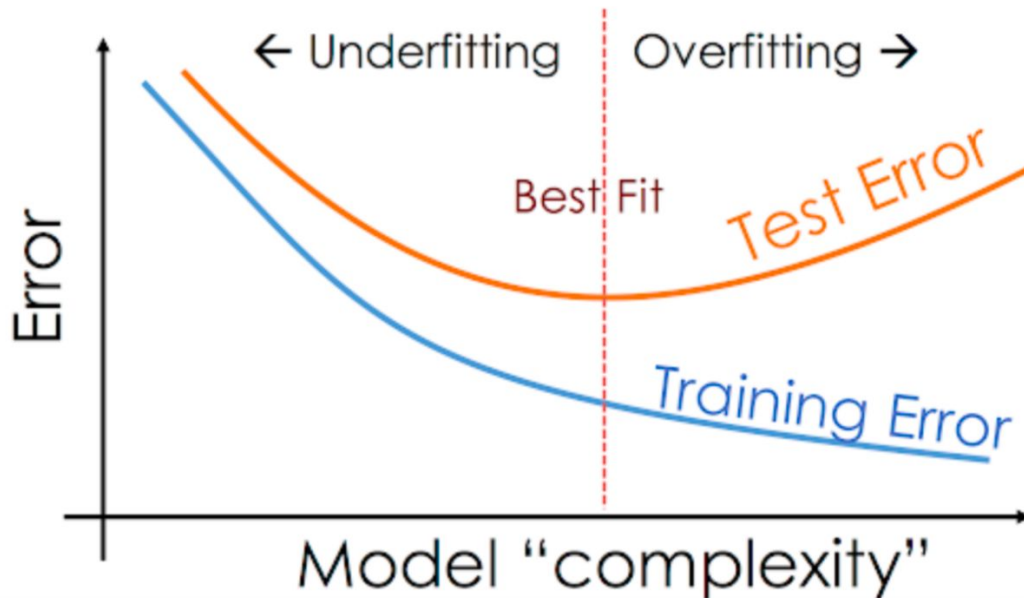 ← Underfitting
Overfitting →
Best Fit
Test Error
Error
Training Error
Model “complexity”